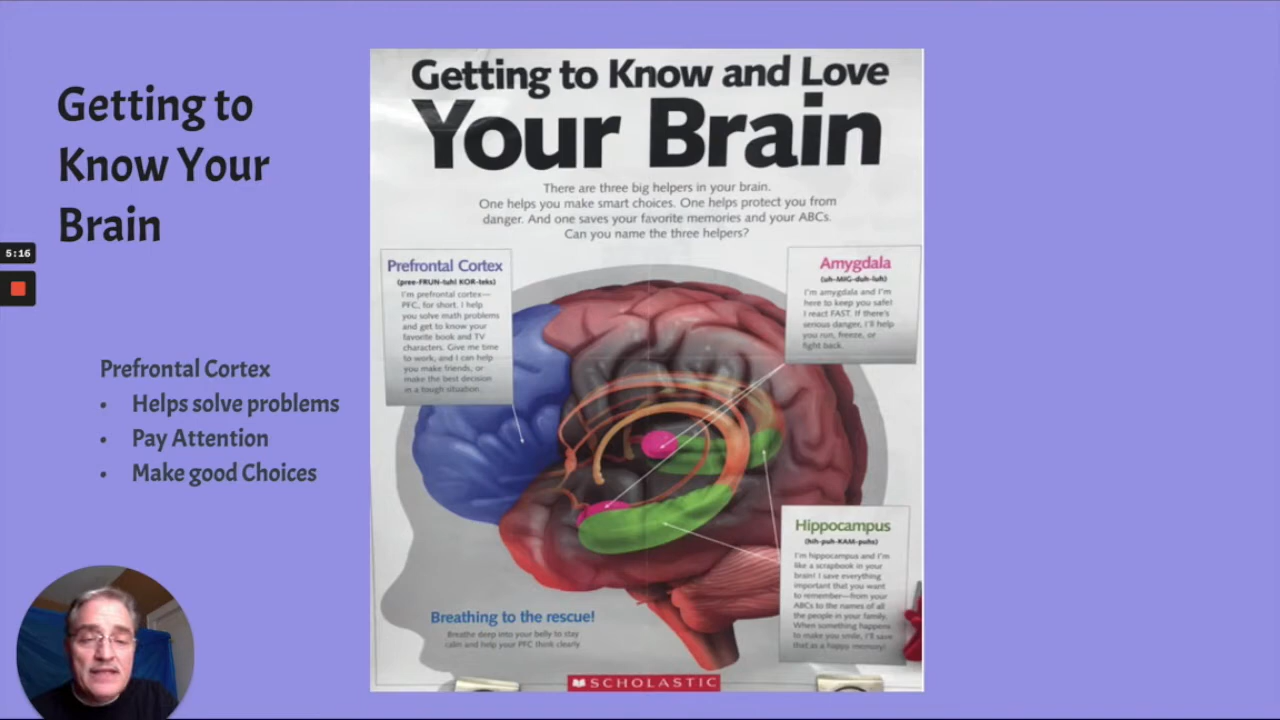 Getting to
Know Your
Brain
5:16
Prefrontal Cortex
• Helps solve problems
• Pay Attention
• Make good Choices
Getting to Know and Love
Your Brain
There are three big helpers in your brain.
One helps you make smart choices. One helps protect you from
danger. And one saves your favorite memories and your ABCs.
Can you name the three helpers?
Prefrontal Cortex
(pree-FRUN-tuhl KOR-teks)
I'm prefrontal cortex—
PFC, for short. I help
you solve math problems
and get to know your
favorite book and TV
characters. Give me time
to work, and I can help
you make friends, or
make the best decision
in a tough situation.
Amygdala
(uh-MIG-duh-luh)
I'm amygdala and I'm
here to keep you safe!
I react FAST. If there's
serious danger, I'll help
you run, freeze, or
fight back.
Hippocampus
(hih-puh-KAM-puhs)
I'm hippocampus and I'm
like a scrapbook in your
brain! I save everything
important that you want
to remember—from your
ABCs to the names of all
the people in your family.
When something happens
to make you smile, I'll save
that as a happy memory!
Breathing to the rescue!
Breathe deep into your belly to stay
calm and help your PFC think clearly
SCHOLASTIC